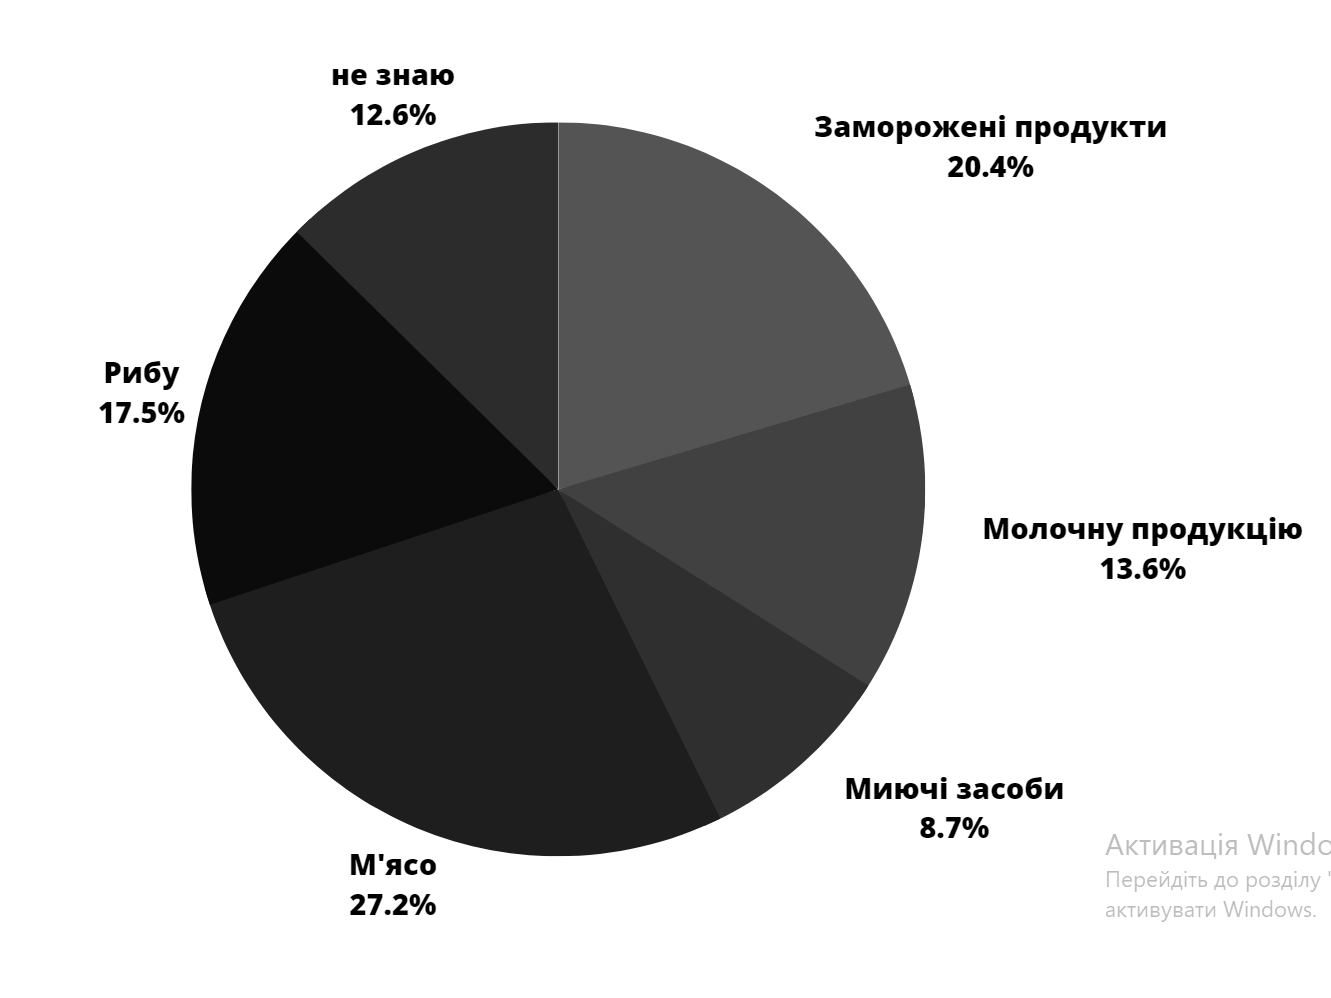 не знаю
12.6%
Заморожені продукти
20.4%
Рибу
17.5%
Молочну продукцію
13.6%
Миючі засоби
8.7%
М'ясо
27.2%
Активація Windo
Перейдіть до розділу "
активувати Windows.